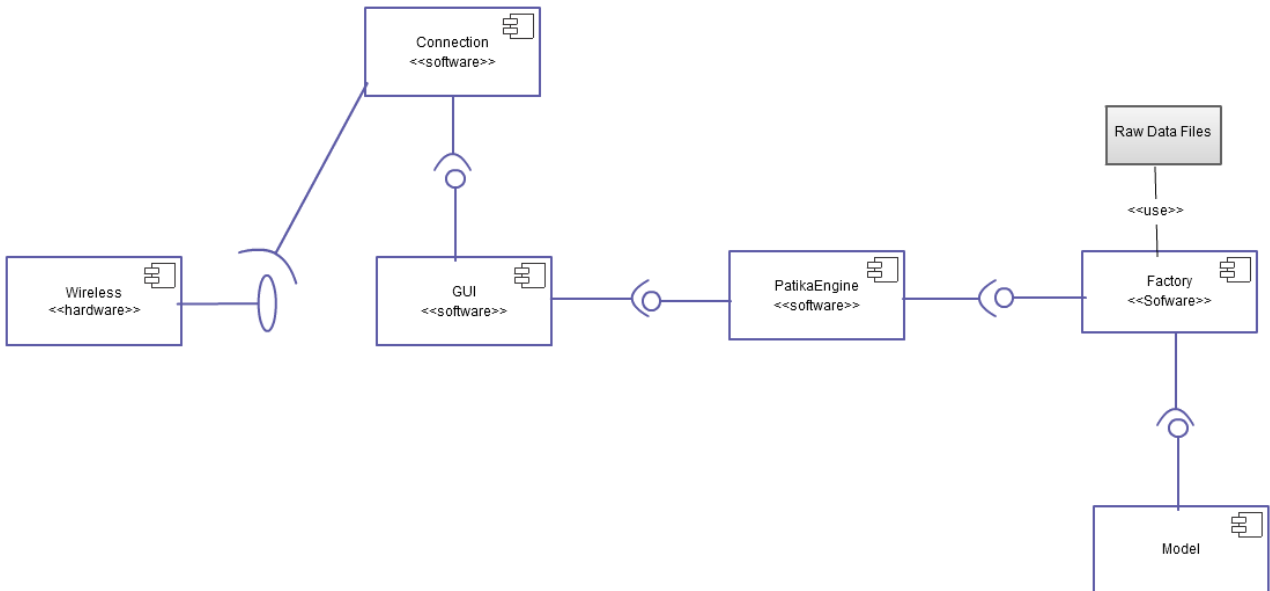 Connection
<<software>>
Raw Data Files
<<use>>
Wireless
<<hardware>>
GUI
<<software>>
PatikaEngine
<<software>>
Factory
<<Sofware>>
Model